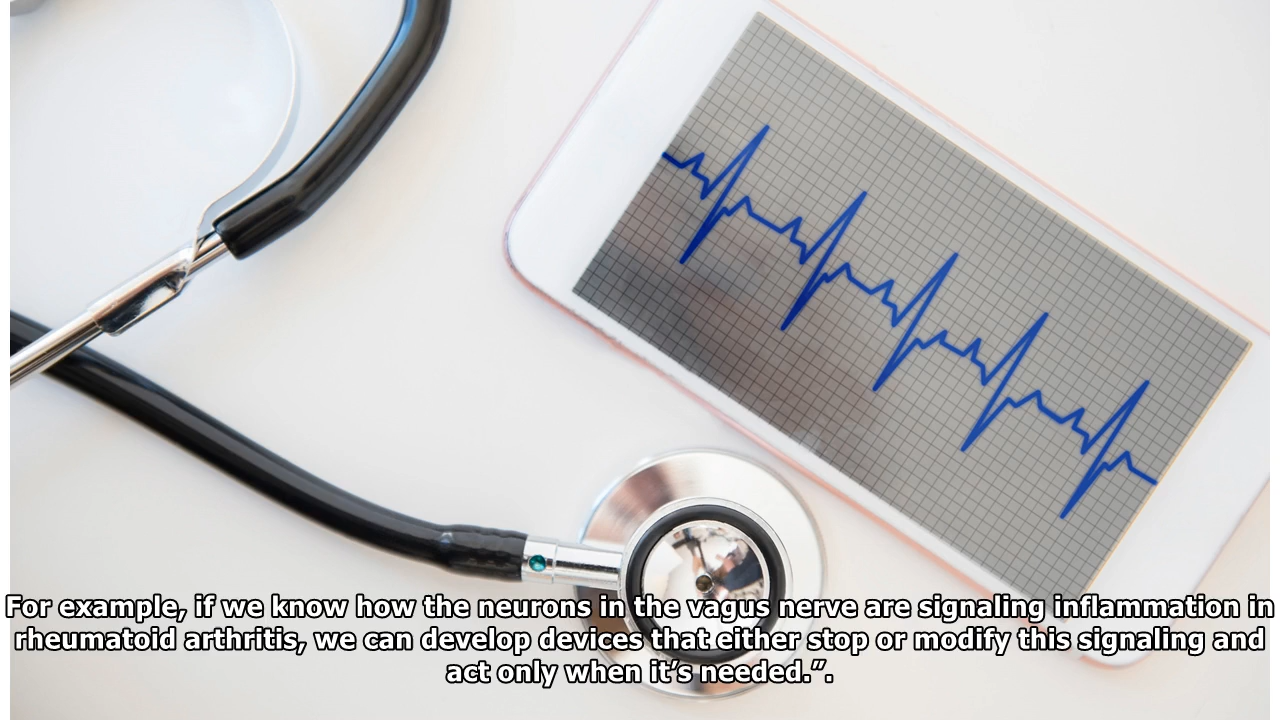 For example, if we know how the neurons in the vagus nerve are signaling inflammation in
rheumatoid arthritis, we can develop devices that either stop or modify this signaling and
act only when it’s needed.”.